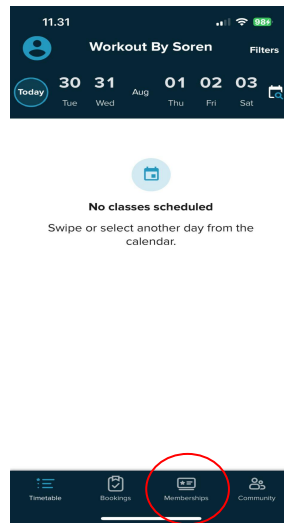 11.31 98+
Workout By Soren Filters
Today 30 31 Aug 01 02 03
Tue Wed Thu Fri Sat
No classes scheduled
Swipe or select another day from the
calendar.
Timetable Bookings Memberships Community